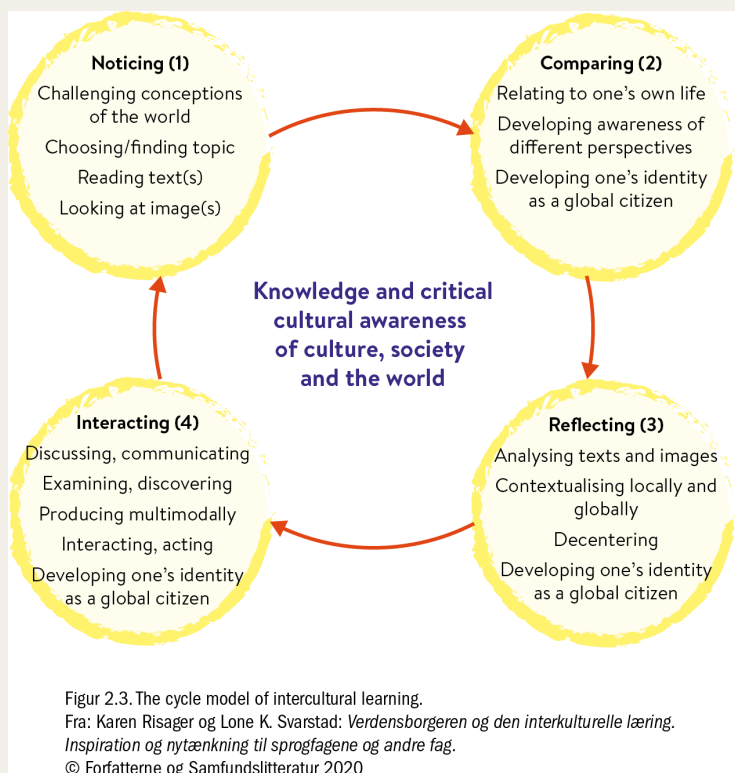 Noticing (1)
Challenging conceptions
of the world
Choosing/finding topic
Reading text(s)
Looking at image(s)
Comparing (2)
Relating to one's own life
Developing awareness of
different perspectives
Developing one's identity
as a global citizen
Knowledge and critical
cultural awareness
of culture, society
and the world
Interacting (4)
Discussing, communicating
Examining, discovering
Producing multimodally
Interacting, acting
Developing one's identity
as a global citizen
Reflecting (3)
Analysing texts and images
Contextualising locally and
globally
Decentering
Developing one's identity
as a global citizen
Figur 2.3. The cycle model of intercultural learning.
Fra: Karen Risager og Lone K. Svarstad: Verdensborgeren og den interkulturelle læring.
Inspiration og nytænkning til sprogfagene og andre fag.
© Forfatterne og Samfundslitteratur 2020